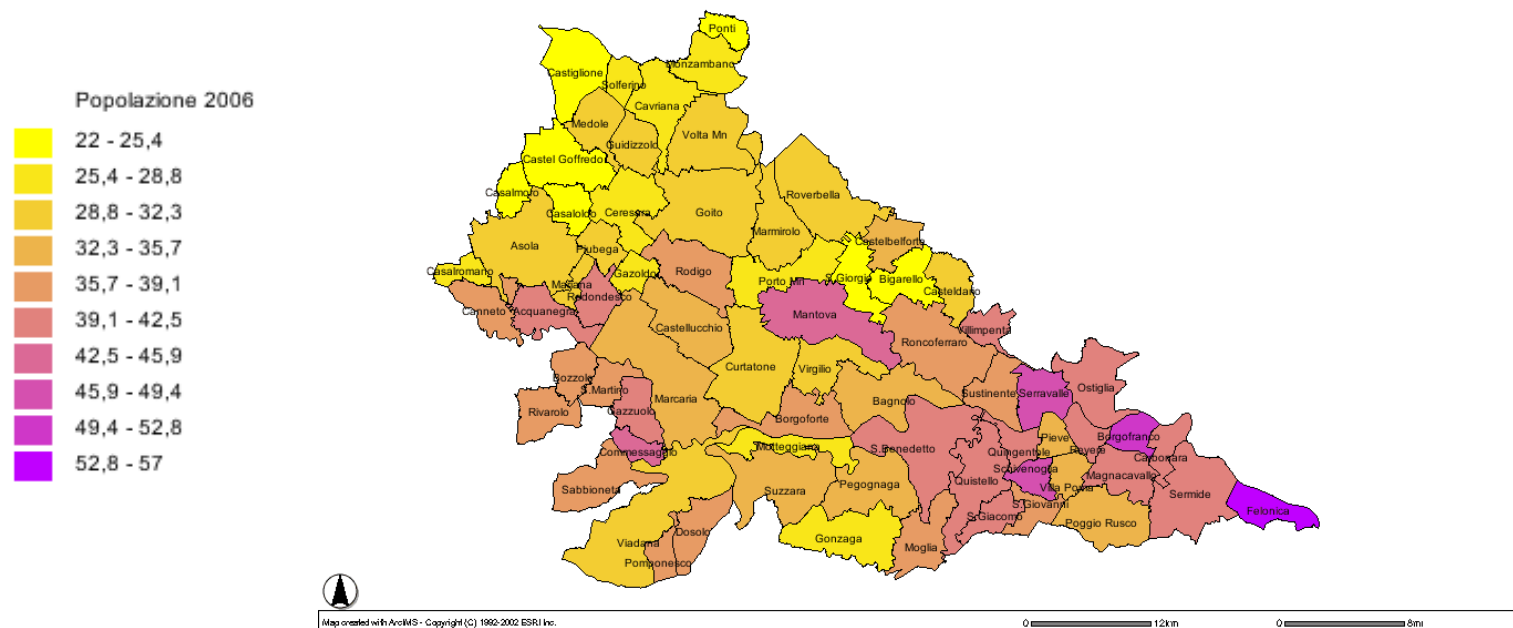 Popolazione 2006
22 - 25,4
25,4 - 28,8
28,8 - 32,3
32,3 - 35,7
35,7 - 39,1
39,1 - 42,5
42,5 - 45,9
45,9 - 49,4
49,4 - 52,8
52,8 - 57
Ponti
Monzambano
Castiglione
Solferino
Cavriana
Medole
Volta Mn
Guidizzolo
Castel Goffredo
Casalmoro
Roverbella
Casaloldo
Ceresara
Goito
Marmirolo
Castelbelforte
Asola
Piubega
Casalromano
Gazoldo
Rodigo
Porto Mn
S.Giorgio
Bigarello
Casteldario
Mariana
Redondesco
Canneto
Acquanegra
Mantova
Castellucchio
Villimpenta
Roncoferraro
Curtatone
Virgilio
Bozzolo
S.Martino
Marcaria
Bagnolo
Sustinente
Serravalle
Ostiglia
Rivarolo
Gazzuolo
Borgoforte
Commessaggio
Motteggiana
S.Benedetto
Quingentole
Pieve
Revere
Borgofranco
Carbonara
Schivenoglia
Magnacavallo
Sabbioneta
Suzzara
Pegognaga
Quistello
Villa Poma
Sermide
Felonica
S.Giovanni
S.Giacomo
Poggio Rusco
Viadana
Dosolo
Pomponesco
Gonzaga
Moglia
Map created with ArcIMS - Copyright (C) 1992-2002 ESRI Inc.
0 12km
0 8mi